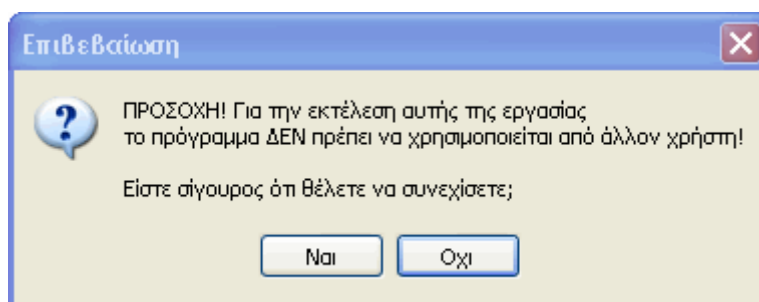 Επιβεβαίωση
ΠΡΟΣΟΧΗ! Για την εκτέλεση αυτής της εργασίας
το πρόγραμμα ΔΕΝ πρέπει να χρησιμοποιείται από άλλον χρήστη!
Είστε σίγουρος ότι θέλετε να συνεχίσετε;
Ναι Οχι